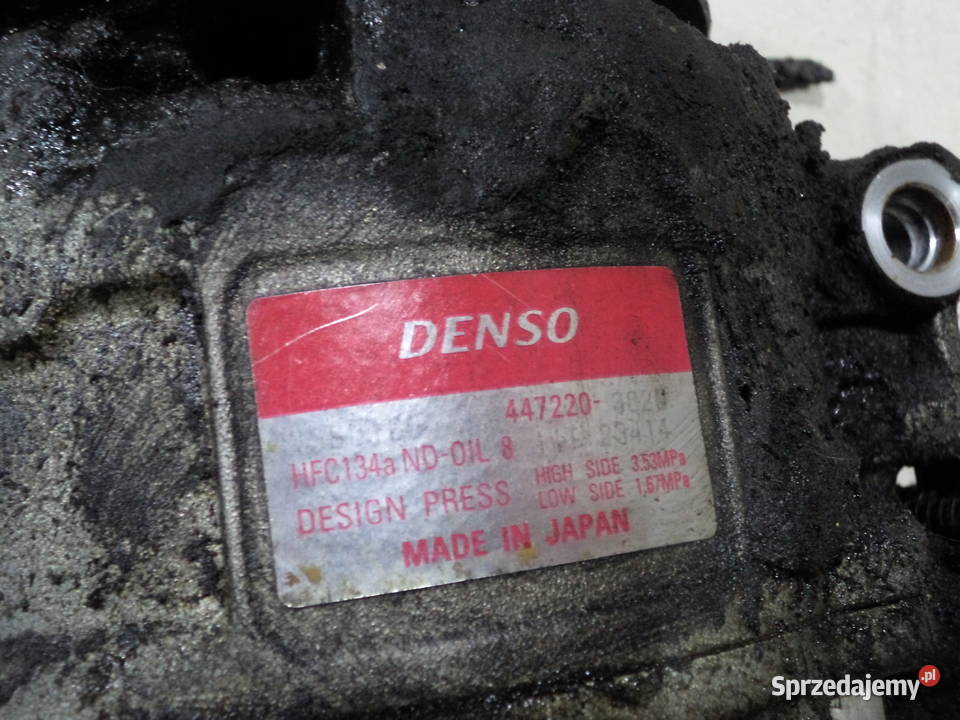 DENSO
447220-
HFC134a ND-OIL 8
DESIGN PRESS
HIGH SIDE 3.53MPa
LOW SIDE 1.67MPa
MADE IN JAPAN
Sprzedajemy.pl